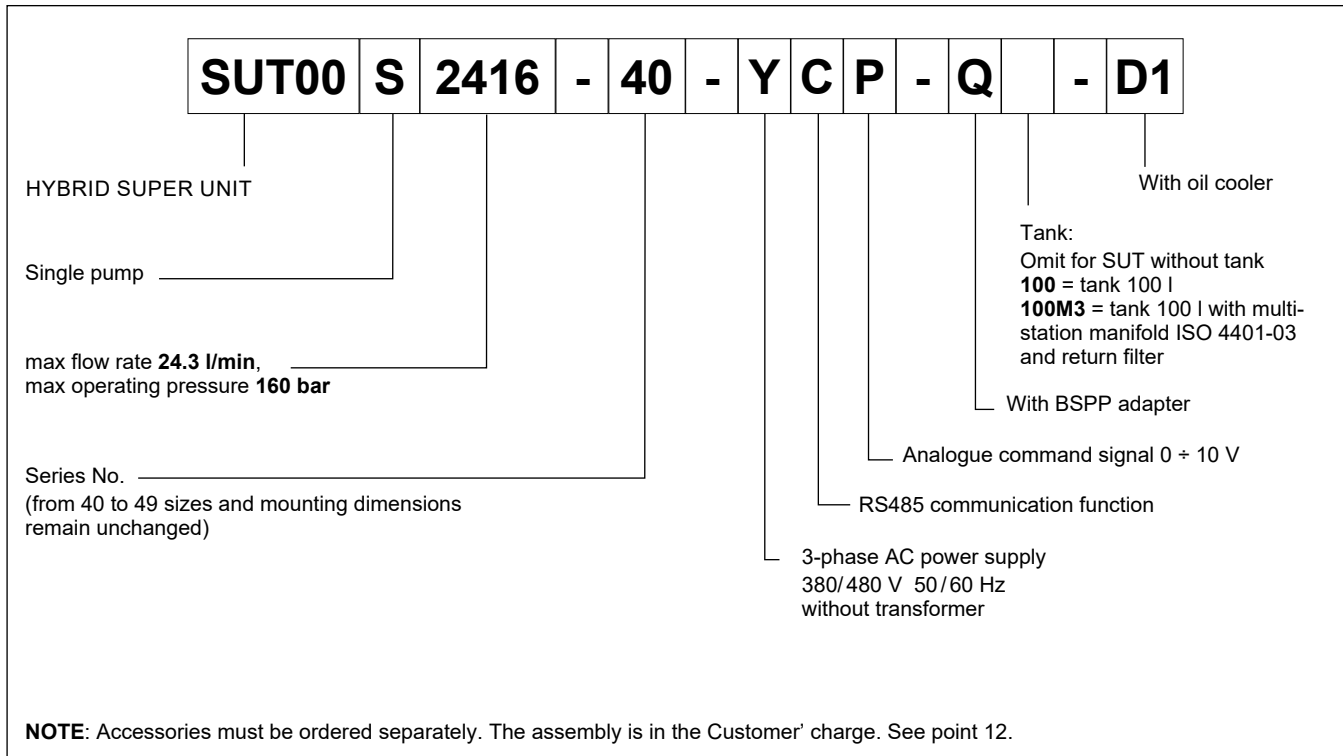 SUT00 S 2416 - 40 - Y C P - Q - D1
HYBRID SUPER UNIT
With oil cooler
Tank:
Omit for SUT without tank
100 = tank 100 l
100M3 = tank 100 l with multi-
station manifold ISO 4401-03
and return filter
Single pump
max flow rate 24.3 l/min,
max operating pressure 160 bar
With BSPP adapter
Analogue command signal 0 ÷ 10 V
Series No.
(from 40 to 49 sizes and mounting dimensions
remain unchanged)
RS485 communication function
3-phase AC power supply
380/480 V 50/60 Hz
without transformer
NOTE: Accessories must be ordered separately. The assembly is in the Customer' charge. See point 12.